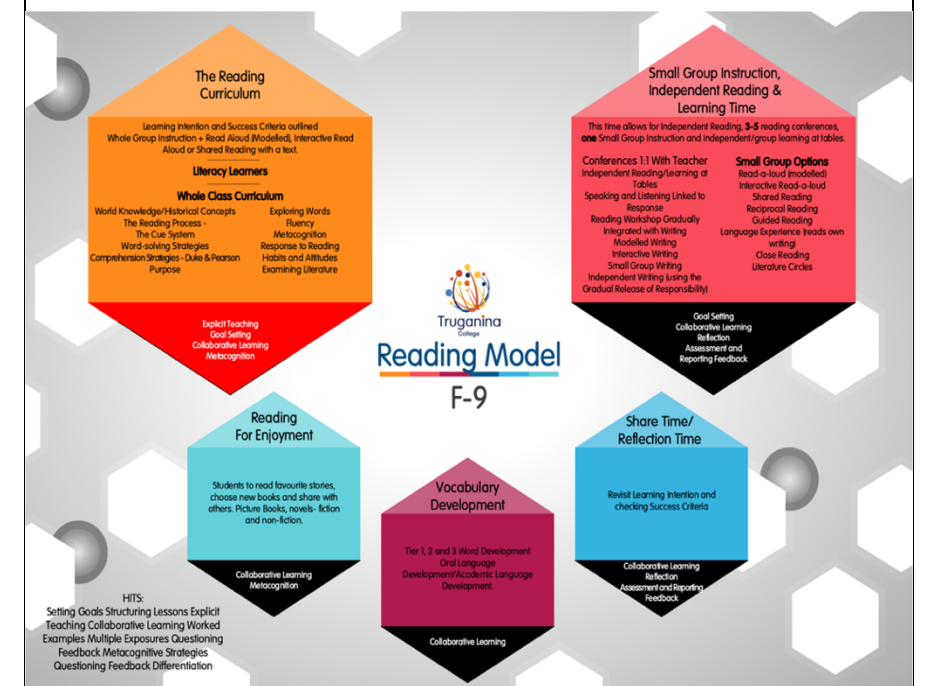 The Reading
Curriculum
Learning Intention and Success Criteria outlined
Whole Group Instruction + Read Aloud (Modelled), Interactive Read
Aloud or Shared Reading with a text.
Literacy Learners
Whole Class Curriculum
World Knowledge/Historical Concepts
The Reading Process -
The Cue System
Word-solving Strategies
Comprehension Strategies - Duke & Pearson
Purpose
Exploring Words
Fluency
Metacognition
Response to Reading
Habits and Attitudes
Examining Literature
Explicit Teaching
Goal Setting
Collaborative Learning
Metacognition
Small Group Instruction,
Independent Reading &
Learning Time
This time allows for Independent Reading, 3-5 reading conferences,
one Small Group Instruction and Independent/group learning at tables.
Conferences 1:1 With Teacher
Independent Reading/Learning at
Tables
Speaking and Listening Linked to
Response
Reading Workshop Gradually
Integrated with Writing
Modelled Writing
Interactive Writing
Small Group Writing
Independent Writing (using the
Gradual Release of Responsibility)
Small Group Options
Read-a-loud (modelled)
Interactive Read-a-loud
Shared Reading
Reciprocal Reading
Guided Reading
Language Experience (reads own
writing)
Close Reading
Literature Circles
Goal Setting
Collaborative Learning
Reflection
Assessment and
Reporting Feedback
Truganina
College
Reading Model
F-9
Reading
For Enjoyment
Students to read favourite stories,
choose new books and share with
others. Picture Books, novels- fiction
and non-fiction.
Collaborative Learning
Metacognition
Vocabulary
Development
Tier 1, 2 and 3 Word Development
Oral Language
Development/Academic Language
Development.
Collaborative Learning
Share Time/
Reflection Time
Revisit Learning Intention and
checking Success Criteria
Collaborative Learning
Reflection
Assessment and Reporting
Feedback
HITS:
Setting Goals Structuring Lessons Explicit
Teaching Collaborative Learning Worked
Examples Multiple Exposures Questioning
Feedback Metacognitive Strategies
Questioning Feedback Differentiation